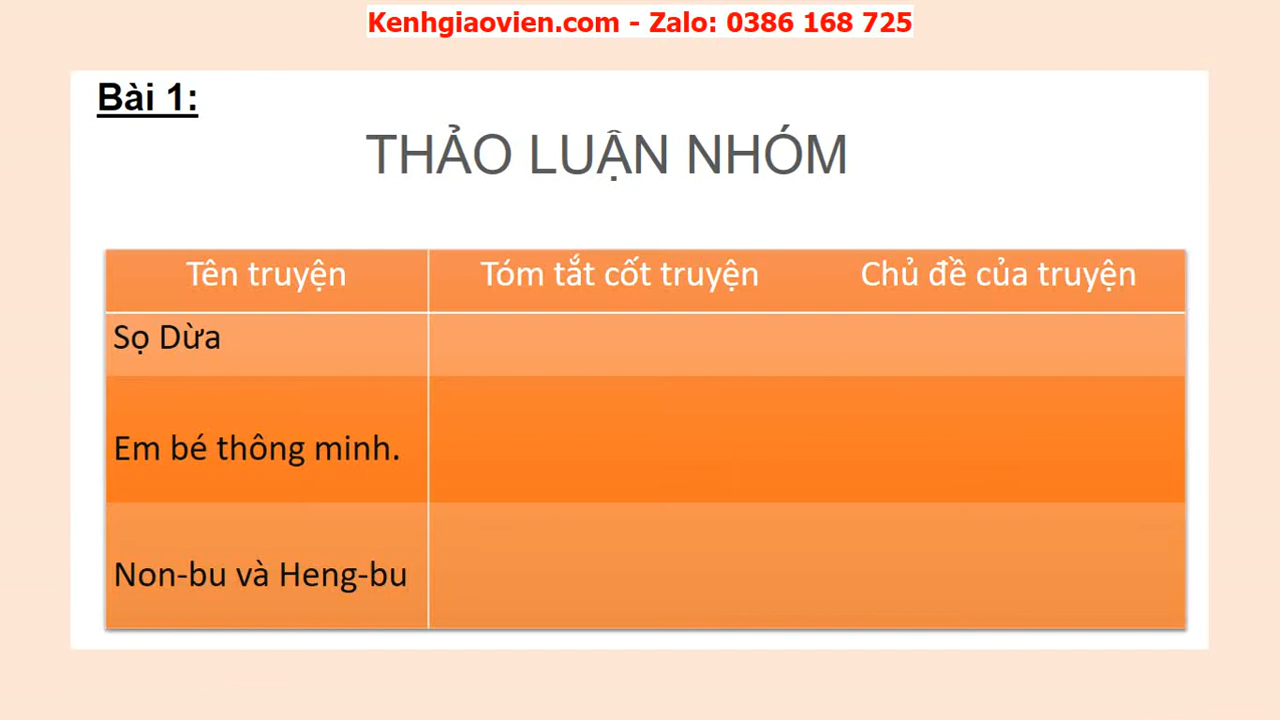 Kenhgiaovien.com - Zalo: 0386 168 725
Bài 1:
THẢO LUẬN NHÓM
Tên truyện Tóm tắt cốt truyện Chủ đề của truyện
Sọ Dừa
Em bé thông minh.
Non-bu và Heng-bu